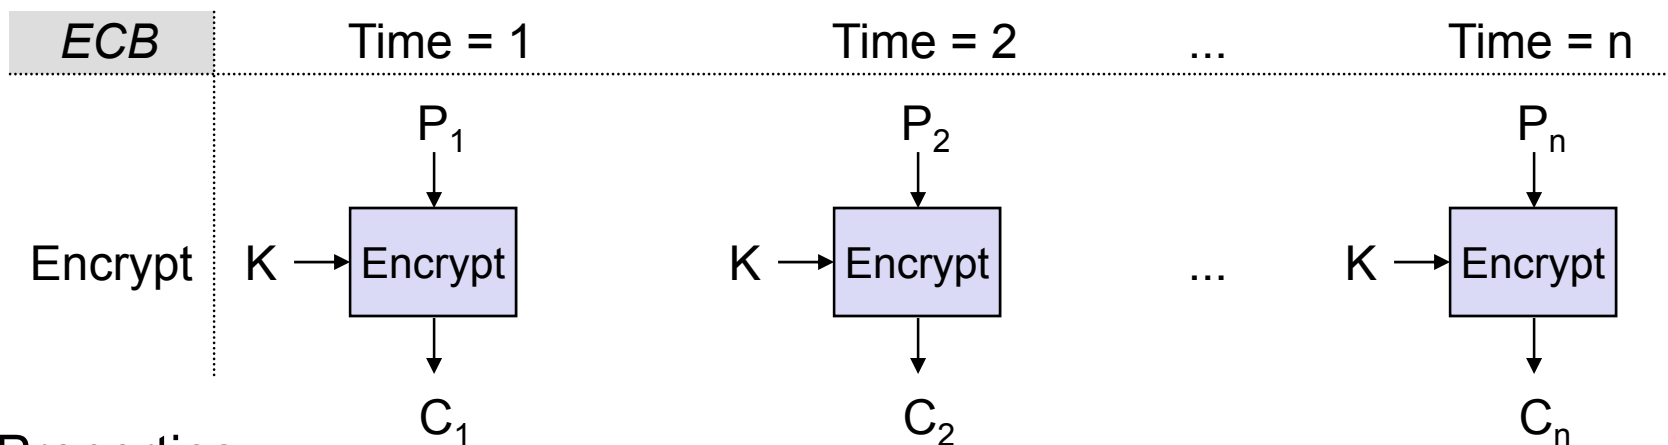 ECB Time = 1 Time = 2 ... Time = n
P1 P2 Pn
Encrypt K Encrypt K Encrypt ... K Encrypt
C1 C2 Cn